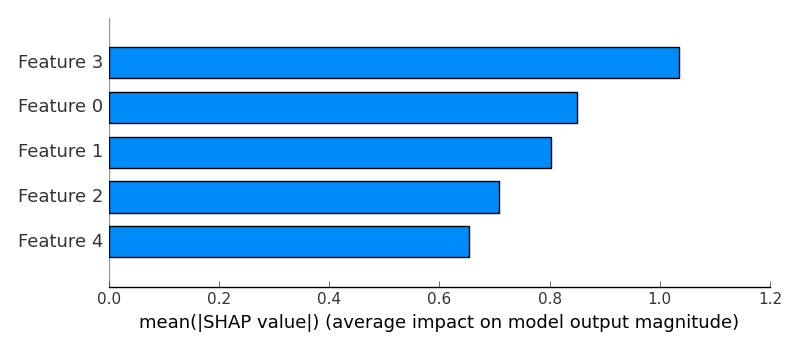 Feature 3
Feature 0
Feature 1
Feature 2
Feature 4
0.0 0.2 0.4 0.6 0.8 1.0 1.2
mean(|SHAP value|) (average impact on model output magnitude)